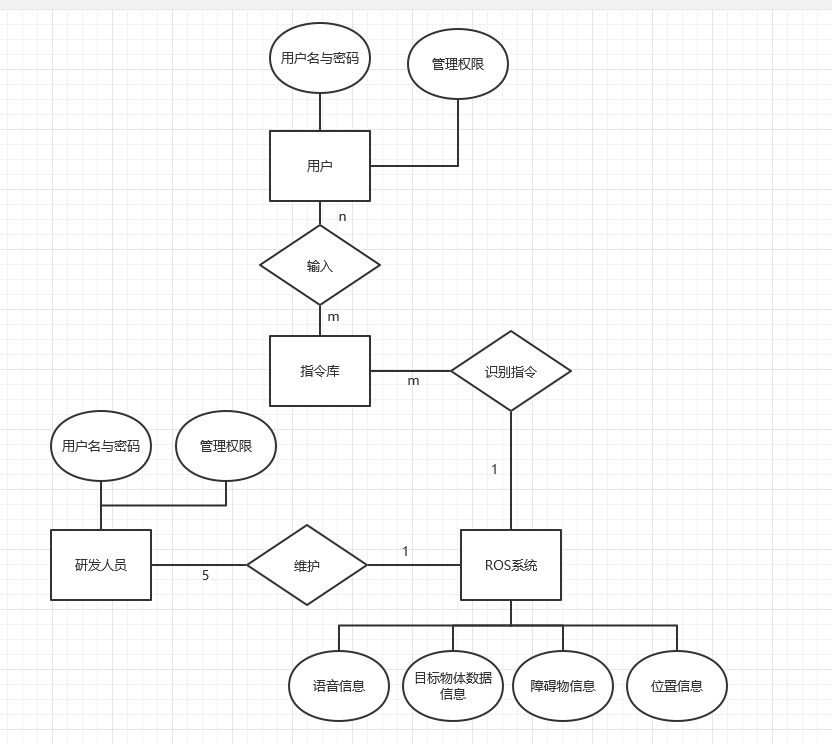 用户名与密码
管理权限
用户
n
输入
m
指令库
m
识别指令
用户名与密码
管理权限
1
研发人员
5
维护
1
ROS系统
语音信息
目标物体数据
信息
障碍物信息
位置信息